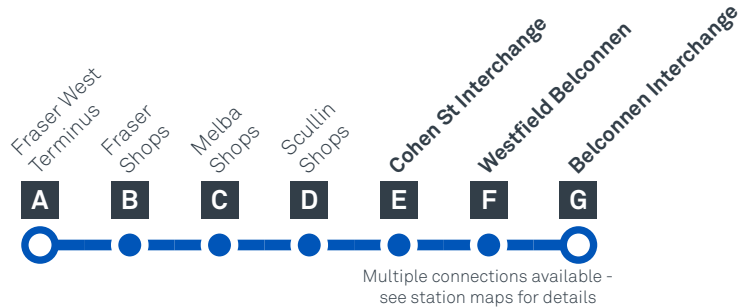 Fraser West
Terminus
Fraser
Shops
Melba
Shops
Scullin
Shops
Cohen St Interchange
Westfield Belconnen
Belconnen Interchange
A B C D E F G
Multiple connections available -
see station maps for details